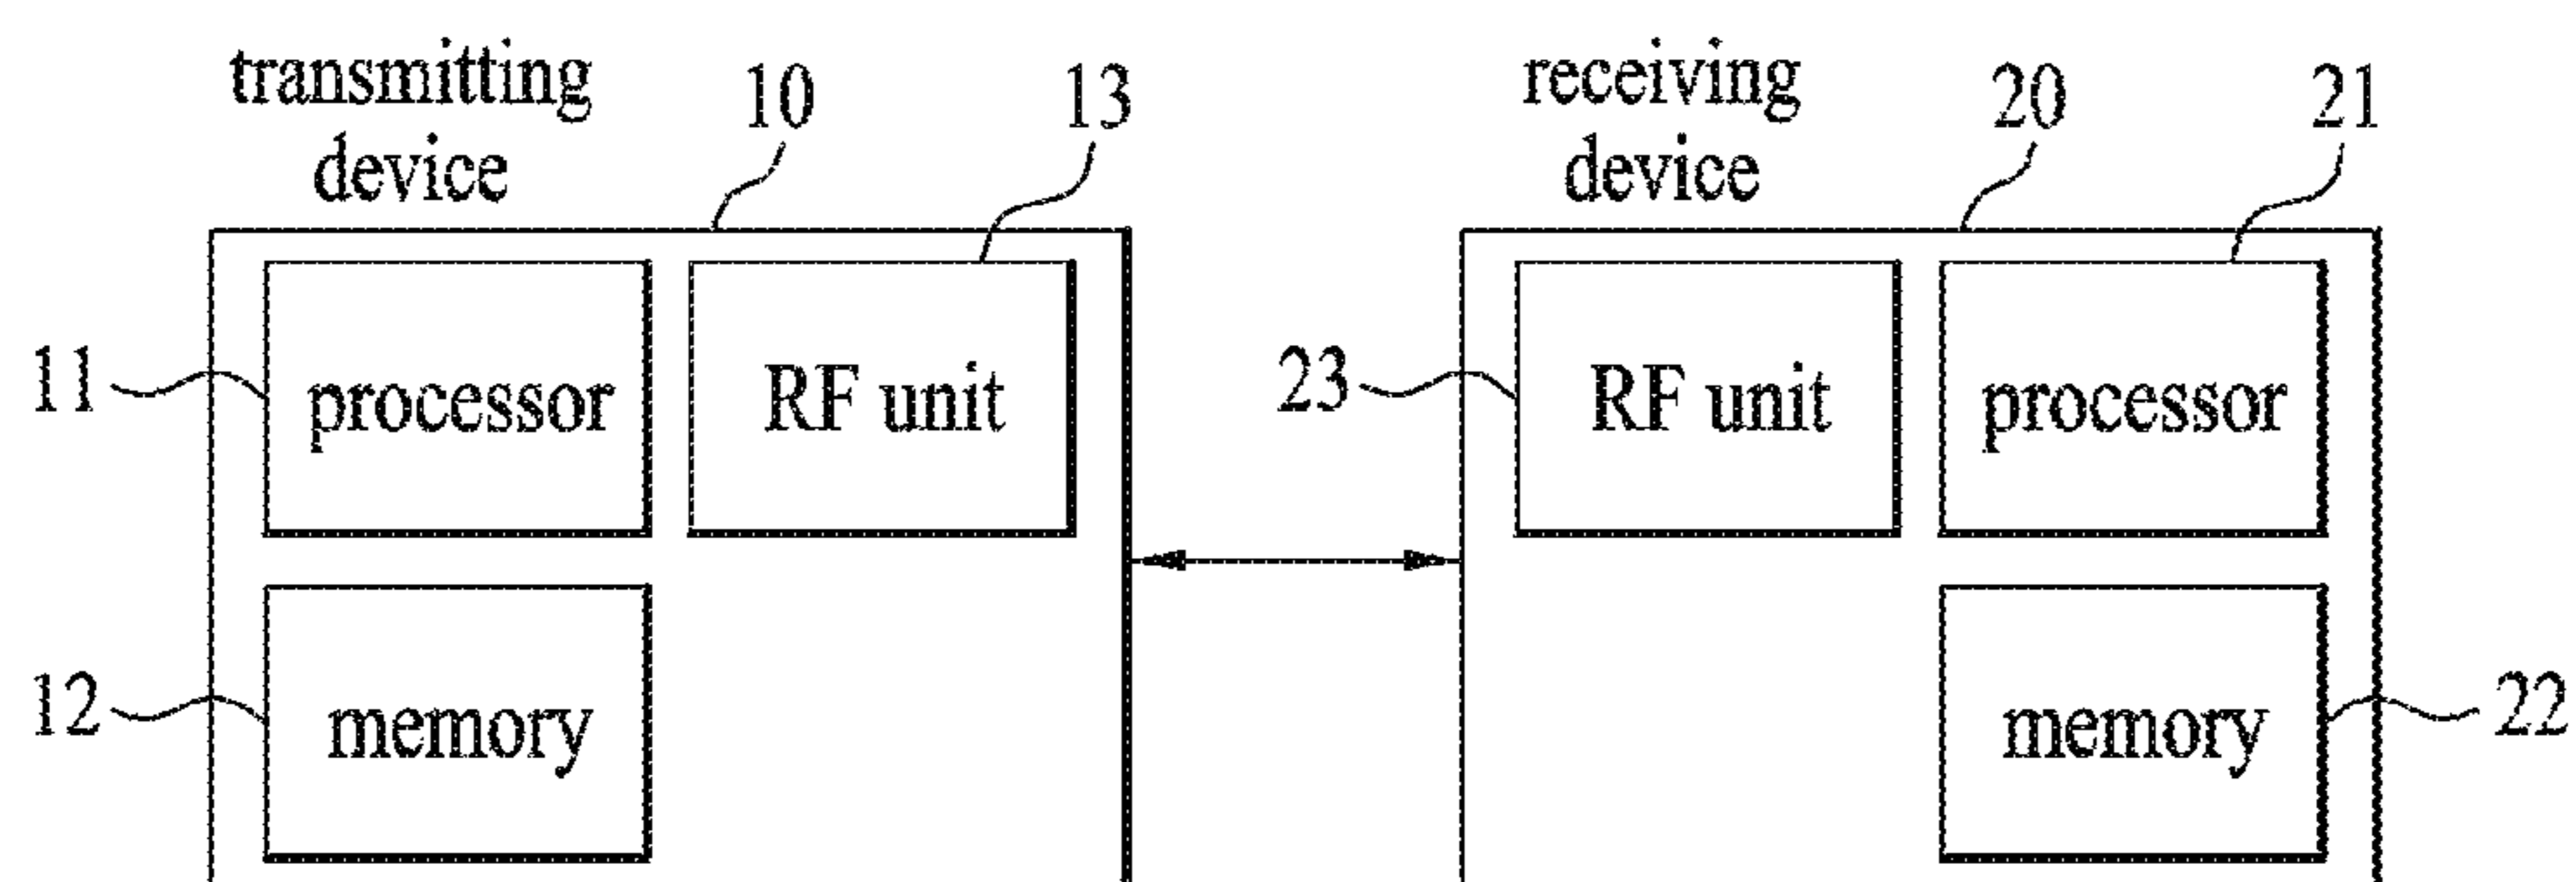 transmitting
device
10
13
receiving
device
20
21
11
processor
RF unit
23
RF unit
processor
12
memory
memory
22